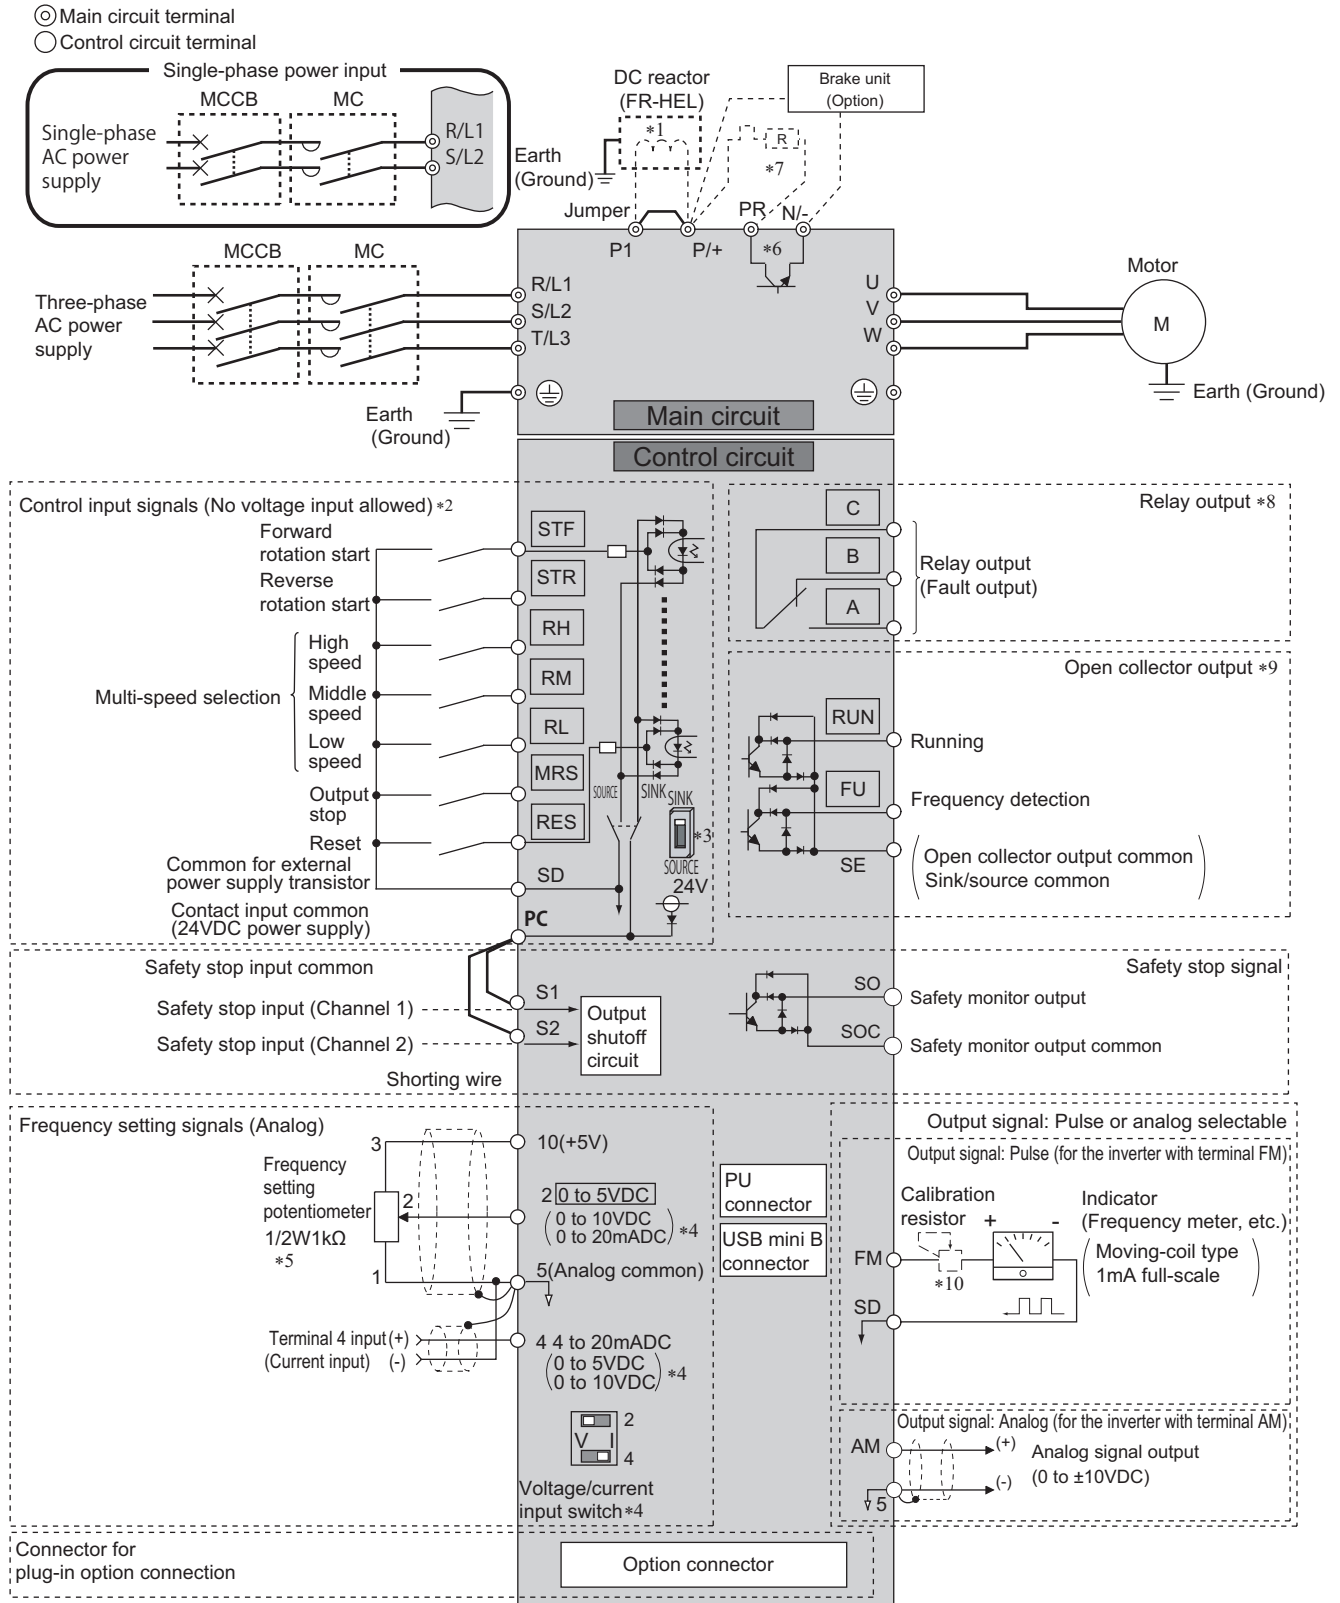 Main circuit terminal
Control circuit terminal
Single-phase power input
MCCB
MC
Single-phase
AC power
supply
R/L1
S/L2
DC reactor
(FR-HEL)
*1
Earth
(Ground)
Brake unit
(Option)
R
*7
Jumper
P1
P/+
PR
N/-
*6
MCCB
MC
Three-phase
AC power
supply
R/L1
S/L2
T/L3
U
V
W
Motor
M
Earth (Ground)
Earth
(Ground)
Main circuit
Control circuit
Control input signals (No voltage input allowed) *2
Forward
rotation start
Reverse
rotation start
Multi-speed selection
High
speed
Middle
speed
Low
speed
Output
stop
Reset
Common for external
power supply transistor
Contact input common
(24VDC power supply)
STF
STR
RH
RM
RL
MRS
RES
SD
PC
SOURCE
SINK
SINK
*3
SOURCE
24V
Relay output *8
C
B
A
Relay output
(Fault output)
Open collector output *9
RUN
Running
FU
Frequency detection
SE
Open collector output common
Sink/source common
Safety stop input common
Safety stop input (Channel 1)
Safety stop input (Channel 2)
Shorting wire
S1
S2
Output
shutoff
circuit
Safety stop signal
SO
Safety monitor output
SOC
Safety monitor output common
Frequency setting signals (Analog)
Frequency
setting
potentiometer
1/2W1kΩ
*5
3
2
1
10(+5V)
2 0 to 5VDC
(0 to 10VDC
0 to 20mADC) *4
5(Analog common)
Terminal 4 input (+)
(Current input) (-)
4 4 to 20mADC
(0 to 5VDC
0 to 10VDC) *4
2
V I
4
Voltage/current
input switch*4
PU
connector
USB mini B
connector
Output signal: Pulse or analog selectable
Output signal: Pulse (for the inverter with terminal FM)
Calibration
resistor
+
-
Indicator
(Frequency meter, etc.)
(Moving-coil type
1mA full-scale)
FM
*10
SD
Output signal: Analog (for the inverter with terminal AM)
AM
(+)
Analog signal output
(0 to ±10VDC)
(-)
5
Connector for
plug-in option connection
Option connector